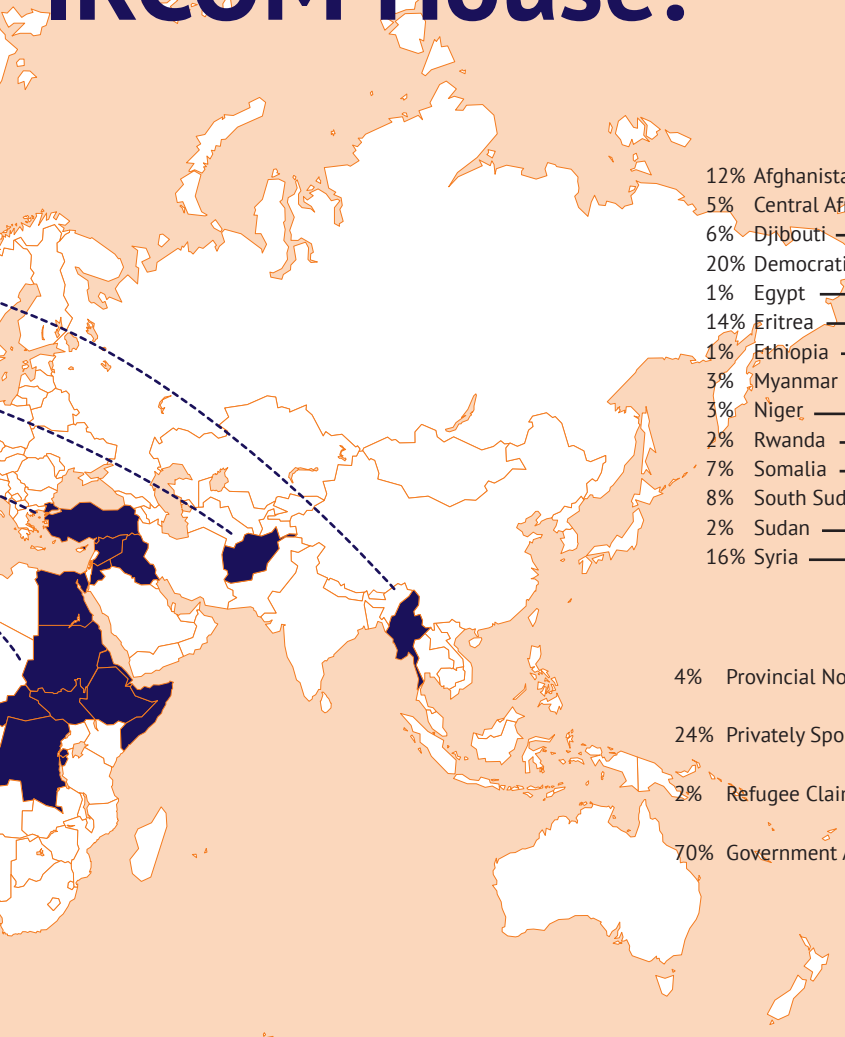 IRCOM House?
12% Afghanista
5% Central Af
6% Djibouti
20% Democrati
1% Egypt
14% Eritrea
1% Ethiopia
3% Myanmar
3% Niger
2% Rwanda
7% Somalia
8% South Sud
2% Sudan
16% Syria
4% Provincial No
24% Privately Spo
2% Refugee Clai
70% Government A